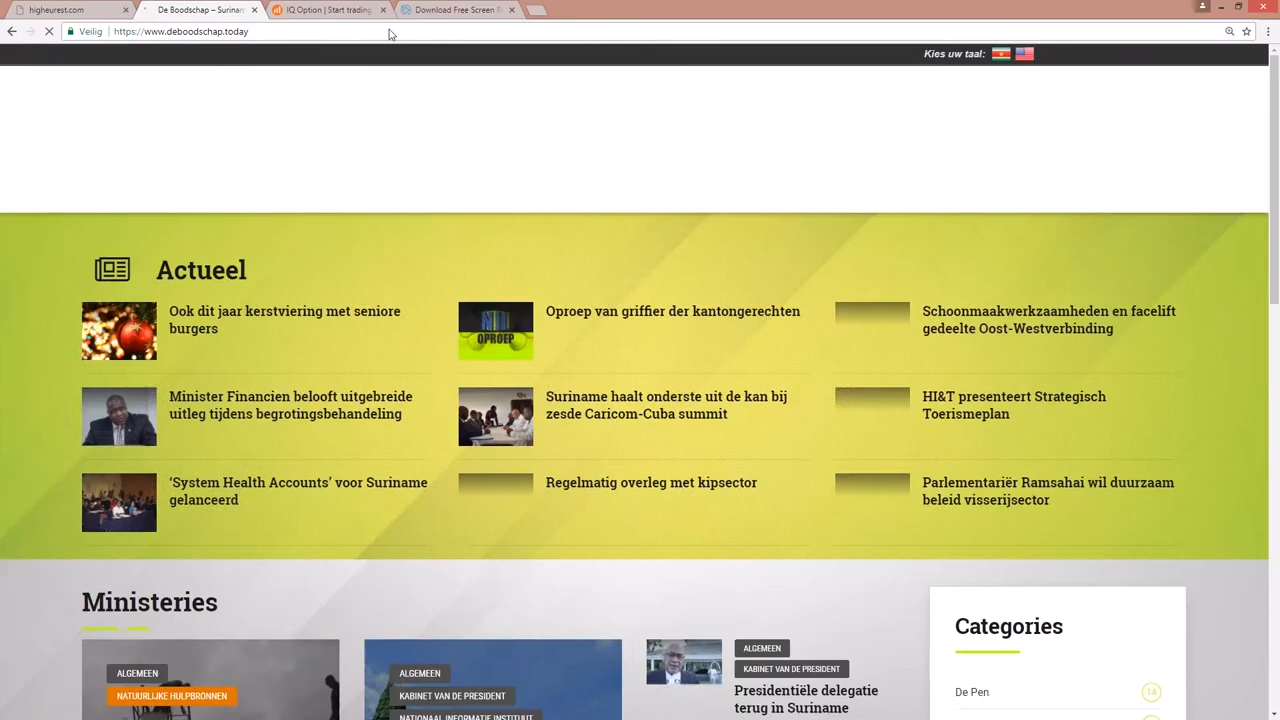 higheurest.com
De Boodschap – Surinam
IQ Option | Start trading
Download Free Screen R
Veilig
https://www.deboodschap.today
Kies uw taal:
Actueel
Ook dit jaar kerstviering met seniore
burgers
Oproep van griffier de kantongerechten
Schoonmaakwerkzaamheden en facelift
gedeelte Oost-Westverbinding
OPROEP
Minister Financien belooft uitgebreide
uitleg tijdens begrotingsbehandeling
Suriname haalt onderste uit de kan bij
zesde Caricom-Cuba summit
HI&T presenteert Strategisch
Toerismeplan
‘System Health Accounts’ voor Suriname
gelanceerd
Regelmatig overleg met kipsector
Parlementariër Ramsahai wil duurzaam
beleid visserijsector
Ministeries
Categories
ALGEMEEN
NATUURLIJKE HULPBRONNEN
ALGEMEEN
KABINET VAN DE PRESIDENT
NATIONAAL INFORMATIE INSTITUUT
ALGEMEEN
KABINET VAN DE PRESIDENT
Presidentiële delegatie
terug in Suriname
De Pen
14